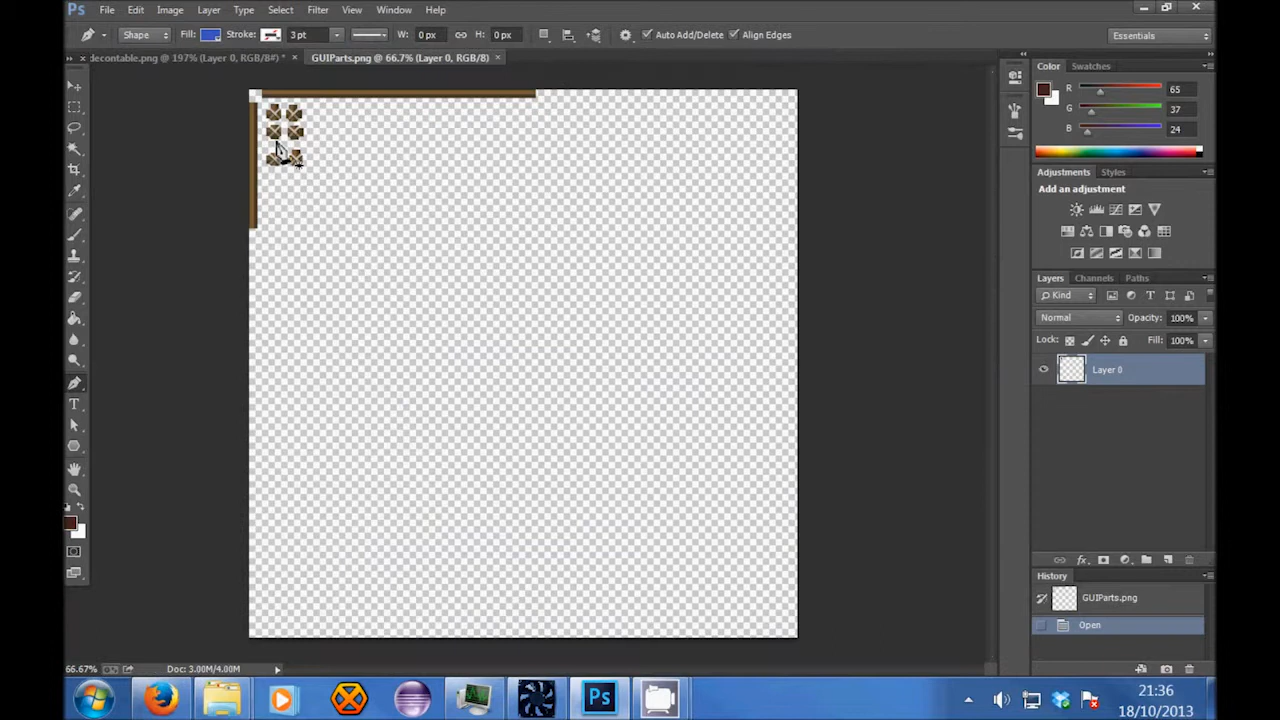 Ps File Edit Image Layer Type Select Filter View Window Help
Shape Fill: Stroke: 3 pt W: 0 px H: 0 px Auto Add/Delete Align Edges Essentials
decontable.png @ 197% (Layer 0, RGB/8#) * × GUIParts.png @ 66.7% (Layer 0, RGB/8) ×
Color Swatches
R 65
G 37
B 24
Adjustments Styles
Add an adjustment
Layers Channels Paths
Kind
Normal Opacity: 100%
Lock: Fill: 100%
Layer 0
History
GUIParts.png
Open
66.67% Doc: 3.00M/4.00M
Ps
21:36
18/10/2013